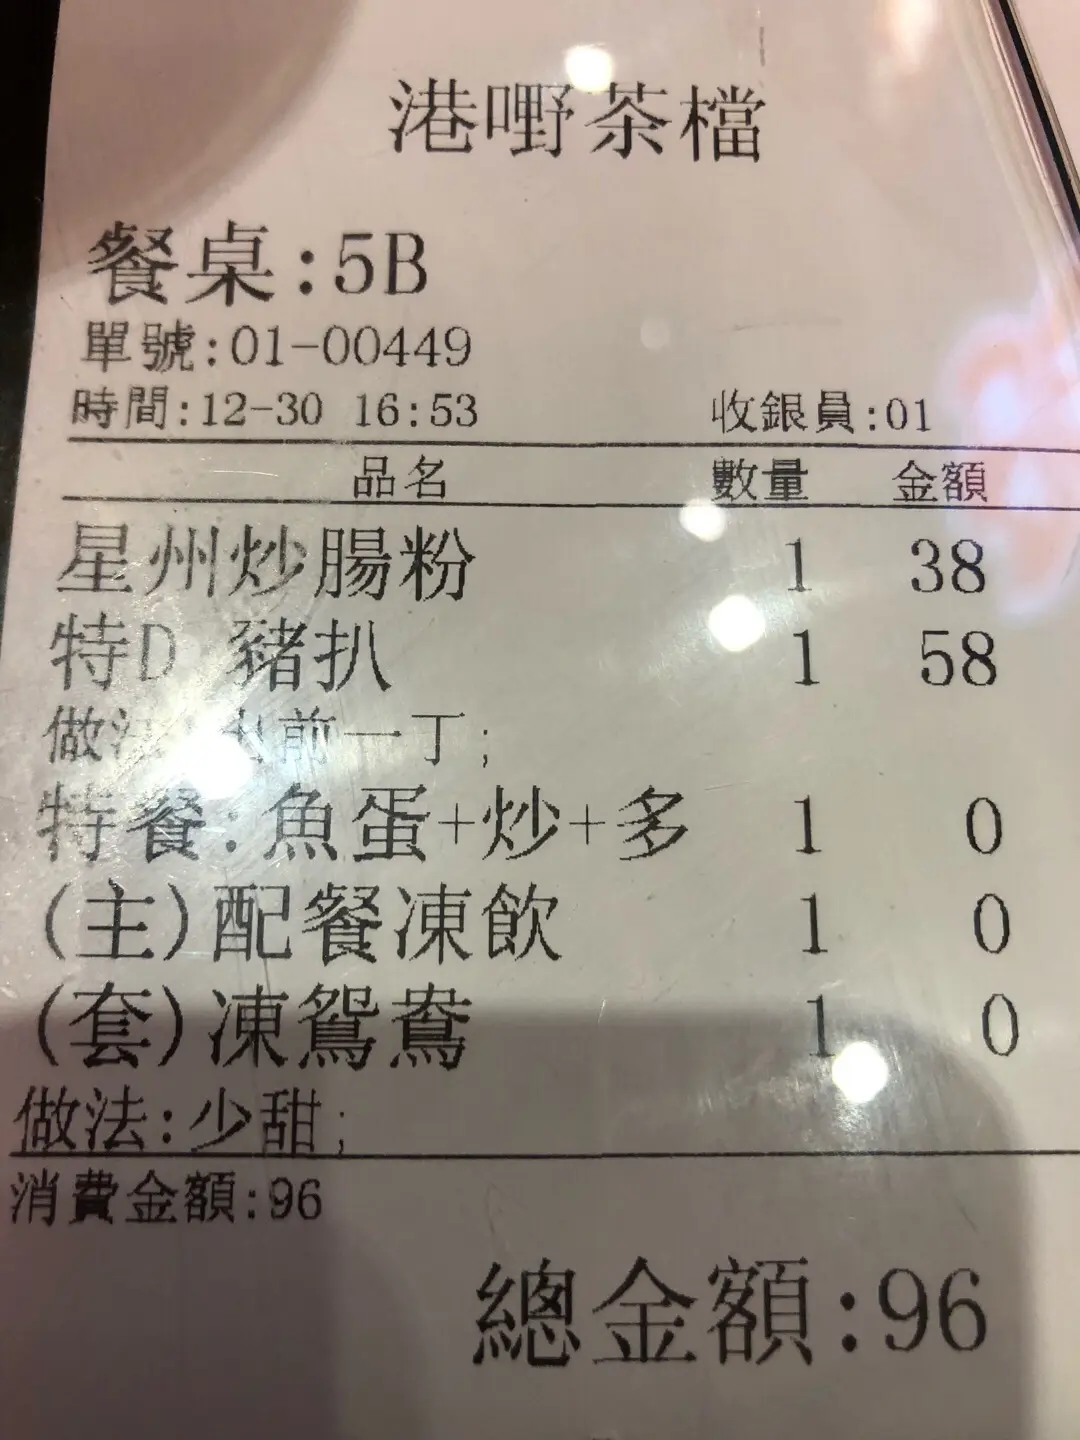 港嘢茶檔
餐桌:5B
單號:01-00449
時間:12-30 16:53 收銀員:01
品名 數量 金額
星州炒腸粉 1 38
特D 豬扒 1 58
做法 出前一丁;
特餐:魚蛋+炒+多 1 0
(主)配餐凍飲 1 0
(套)凍鴛鴦 1 0
做法:少甜;
消費金額:96
總金額:96